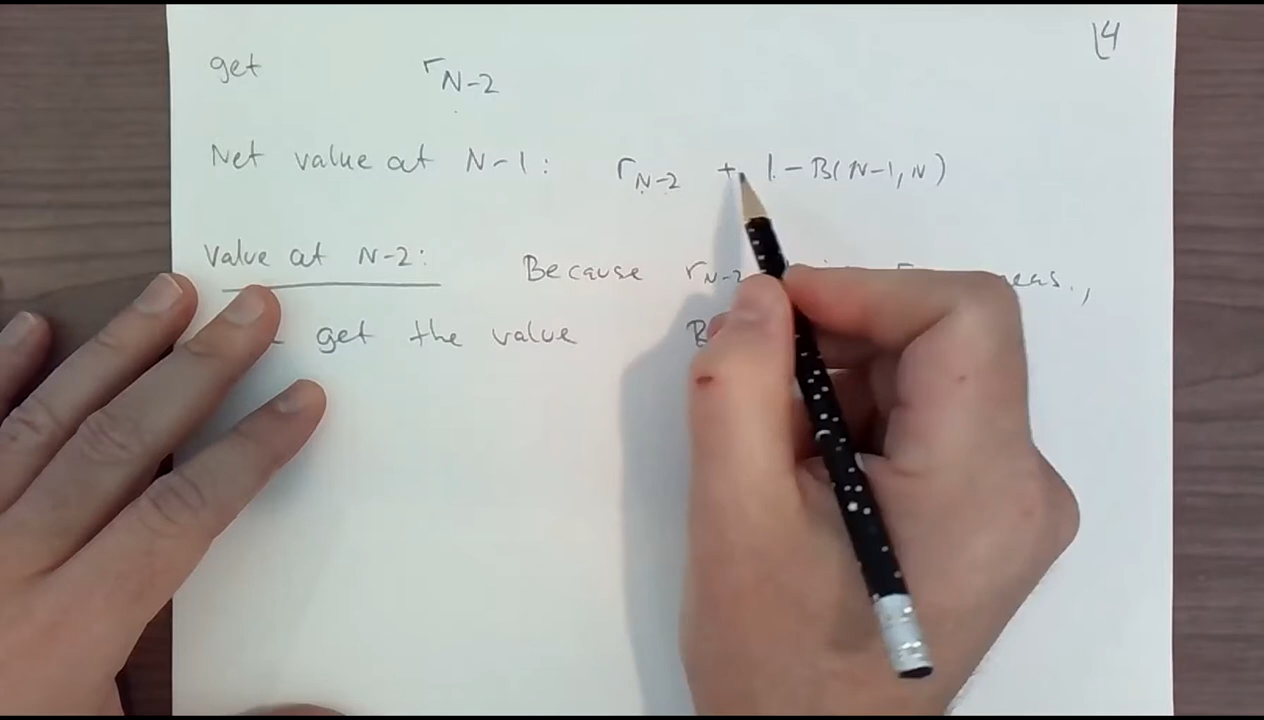 14
get r_{N-2}
Net value at N-1: r_{N-2} + 1 - B(N-1, N)
Value at N-2: Because r_{N-2} meas.,
get the value B